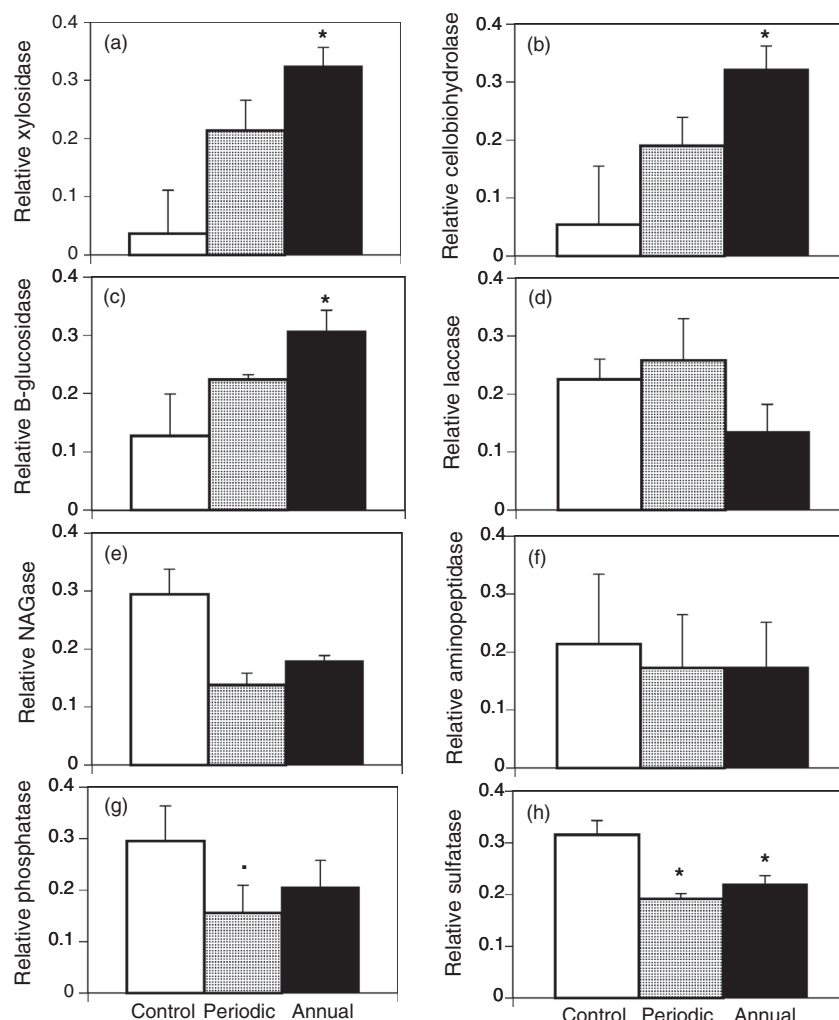 Relative xylosidase
0.4
0.3
0.2
0.1
0
(a)
*
Relative cellobiohydrolase
0.4
0.3
0.2
0.1
0
(b)
*
Relative B-glucosidase
0.4
0.3
0.2
0.1
0
(c)
*
Relative laccase
0.4
0.3
0.2
0.1
0
(d)
Relative NAGase
0.4
0.3
0.2
0.1
0
(e)
Relative aminopeptidase
0.4
0.3
0.2
0.1
0
(f)
Relative phosphatase
0.4
0.3
0.2
0.1
0
(g)
.
Control Periodic Annual
Relative sulfatase
0.4
0.3
0.2
0.1
0
(h)
* *
Control Periodic Annual